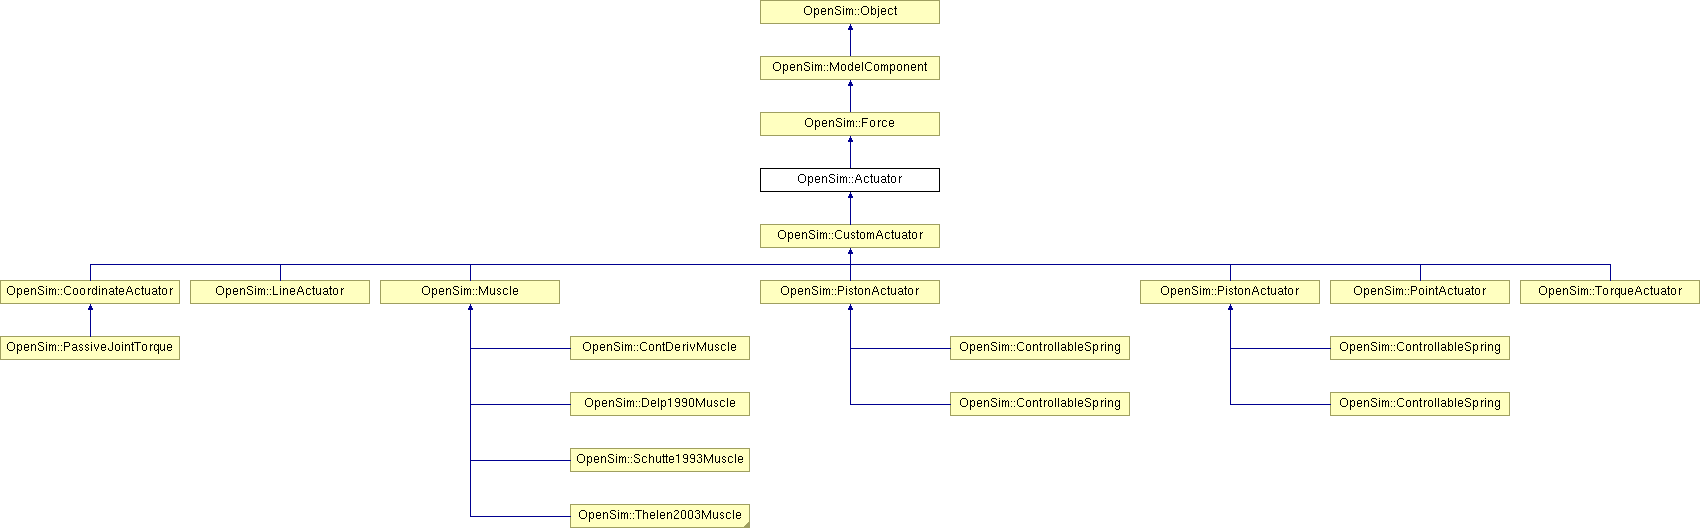 OpenSim::Object
OpenSim::ModelComponent
OpenSim::Force
OpenSim::Actuator
OpenSim::CustomActuator
OpenSim::CoordinateActuator
OpenSim::LineActuator
OpenSim::Muscle
OpenSim::PistonActuator
OpenSim::PistonActuator
OpenSim::PointActuator
OpenSim::TorqueActuator
OpenSim::PassiveJointTorque
OpenSim::ContDerivMuscle
OpenSim::ControllableSpring
OpenSim::ControllableSpring
OpenSim::Delp1990Muscle
OpenSim::ControllableSpring
OpenSim::ControllableSpring
OpenSim::Schutte1993Muscle
OpenSim::Thelen2003Muscle